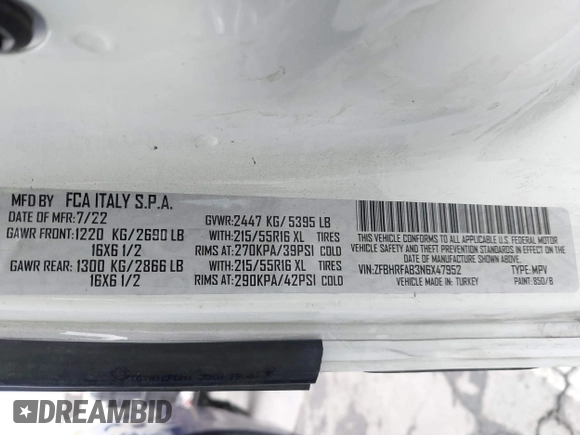 MFD BY FCA ITALY S.P.A.
DATE OF MFR: 7/22
GVWR: 2447 KG/ 5395 LB
GAWR FRONT: 1220 KG/2690 LB
WITH: 215/55R16 XL TIRES
16X6 1/2
RIMS AT: 270KPA/39PSI COLD
GAWR REAR: 1300 KG/2866 LB
WITH: 215/55R16 XL TIRES
16X6 1/2
RIMS AT: 290KPA/42PSI COLD
THIS VEHICLE CONFORMS TO ALL APPLICABLE U.S. FEDERAL MOTOR
VEHICLE SAFETY AND THEFT PREVENTION STANDARDS IN EFFECT ON THE
DATE OF MANUFACTURE SHOWN ABOVE.
VIN: ZFBHRFAB3N6X47952 TYPE: MPV
VEHICLE MADE IN: TURKEY PAINT: 850/B
DREAMBID